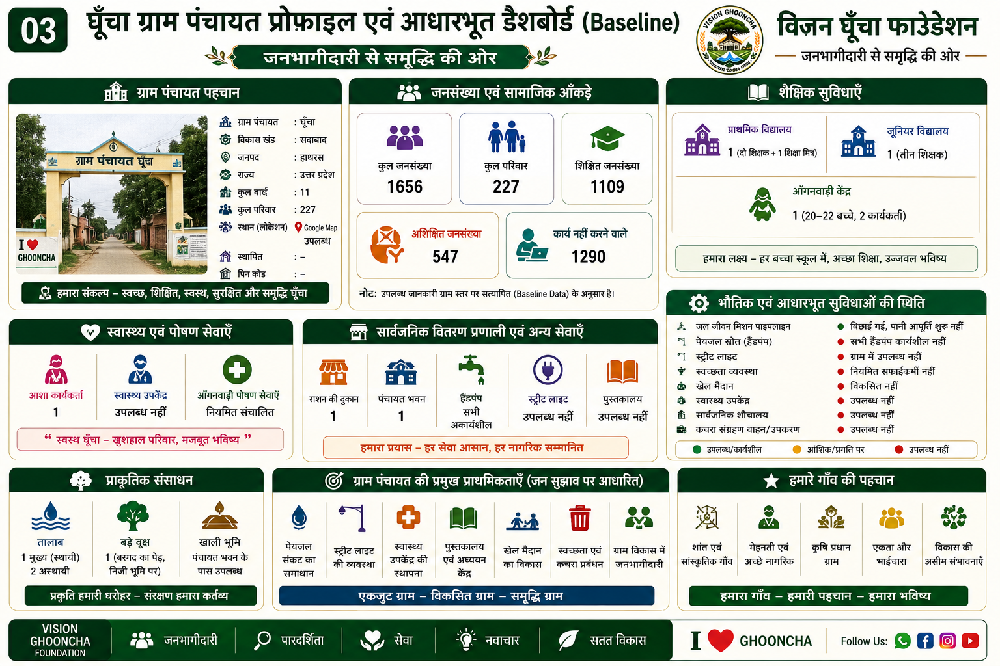 03
घूँचा ग्राम पंचायत प्रोफ़ाइल एवं आधारभूत डैशबोर्ड (Baseline)
जनभागीदारी से समृद्धि की ओर
VISION GHOONCHA
विज़न घूँचा फाउंडेशन
जनभागीदारी से समृद्धि की ओर
ग्राम पंचायत पहचान
ग्राम पंचायत घूँचा
I ❤ GHOONCHA
ग्राम पंचायत : घूँचा
विकास खंड : सदाबाद
जनपद : हाथरस
राज्य : उत्तर प्रदेश
कुल वार्ड : 11
कुल परिवार : 227
स्थान (लोकेशन) Google Map
उपलब्ध
स्थापित : –
पिन कोड : –
हमारा संकल्प – स्वच्छ, शिक्षित, स्वस्थ, सुरक्षित और समृद्धि घूँचा
जनसंख्या एवं सामाजिक आँकड़े
कुल जनसंख्या
1656
कुल परिवार
227
शिक्षित जनसंख्या
1109
अशिक्षित जनसंख्या
547
कार्य नहीं करने वाले
1290
नोट: उपलब्ध जानकारी ग्राम स्तर पर सत्यापित (Baseline Data) के अनुसार है।
शैक्षिक सुविधाएँ
प्राथमिक विद्यालय
1 (दो शिक्षक + 1 शिक्षा मित्र)
जूनियर विद्यालय
1 (तीन शिक्षक)
आँगनवाड़ी केंद्र
1 (20–22 बच्चे, 2 कार्यकर्ता)
हमारा लक्ष्य – हर बच्चा स्कूल में, अच्छा शिक्षा, उज्जवल भविष्य
स्वास्थ्य एवं पोषण सेवाएँ
आशा कार्यकर्ता
1
स्वास्थ्य उपकेंद्र
उपलब्ध नहीं
आँगनवाड़ी पोषण सेवाएँ
नियमित संचालित
“ स्वस्थ घूँचा – खुशहाल परिवार, मजबूत भविष्य ”
सार्वजनिक वितरण प्रणाली एवं अन्य सेवाएँ
राशन की दुकान
1
पंचायत भवन
1
हैंडपंप
सभी
अकार्यशील
स्ट्रीट लाइट
उपलब्ध नहीं
पुस्तकालय
उपलब्ध नहीं
हमारा प्रयास – हर सेवा आसान, हर नागरिक सम्मानित
भौतिक एवं आधारभूत सुविधाओं की स्थिति
जल जीवन मिशन पाइपलाइन बिछाई गई, पानी आपूर्ति शुरू नहीं
पेयजल स्रोत (हैंडपंप) सभी हैंडपंप कार्यशील नहीं
स्ट्रीट लाइट ग्राम में उपलब्ध नहीं
स्वच्छता व्यवस्था नियमित सफाईकर्मी नहीं
खेल मैदान विकसित नहीं
स्वास्थ्य उपकेंद्र उपलब्ध नहीं
सार्वजनिक शौचालय उपलब्ध नहीं
कचरा संग्रहण वाहन/उपकरण उपलब्ध नहीं
उपलब्ध/कार्यशील आंशिक/प्रगति पर उपलब्ध नहीं
प्राकृतिक संसाधन
तालाब
1 मुख्य (स्थायी)
2 अस्थायी
बड़े वृक्ष
1 (बरगद का पेड़,
निजी भूमि पर)
खाली भूमि
पंचायत भवन के
पास उपलब्ध
प्रकृति हमारी धरोहर – संरक्षण हमारा कर्तव्य
ग्राम पंचायत की प्रमुख प्राथमिकताएँ (जन सुझाव पर आधारित)
पेयजल
संकट का
समाधान
स्ट्रीट लाइट
की व्यवस्था
स्वास्थ्य
उपकेंद्र की
स्थापना
पुस्तकालय
एवं अध्ययन
केंद्र
खेल मैदान
का विकास
स्वच्छता एवं
कचरा प्रबंधन
ग्राम विकास में
जनभागीदारी
एकजुट ग्राम – विकसित ग्राम – समृद्धि ग्राम
हमारे गाँव की पहचान
शांत एवं
सांस्कृतिक गाँव
मेहनती एवं
अच्छे नागरिक
कृषि प्रधान
ग्राम
एकता और
भाईचारा
विकास की
असीम संभावनाएँ
हमारा गाँव – हमारी पहचान – हमारा भविष्य
VISION
GHOONCHA
FOUNDATION
जनभागीदारी
पारदर्शिता
सेवा
नवाचार
सतत विकास
I ❤ GHOONCHA
Follow Us: